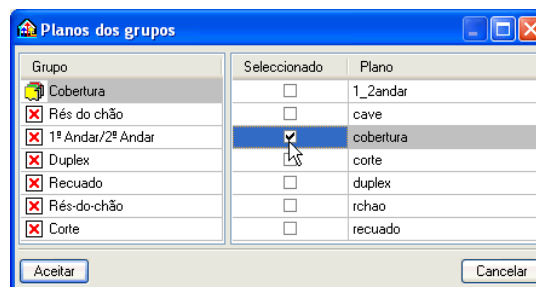 Planos dos grupos
Grupo Seleccionado Plano
Cobertura 1_2andar
Rés do chão cave
1º Andar/2º Andar cobertura
Duplex corte
Recuado duplex
Rés-do-chão rchao
Corte recuado
Aceitar Cancelar